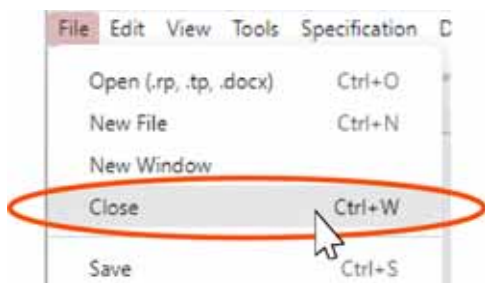 File Edit View Tools Specification
Open (.rp, .tp, .docx) Ctrl+O
New File Ctrl+N
New Window
Close Ctrl+W
Save Ctrl+S